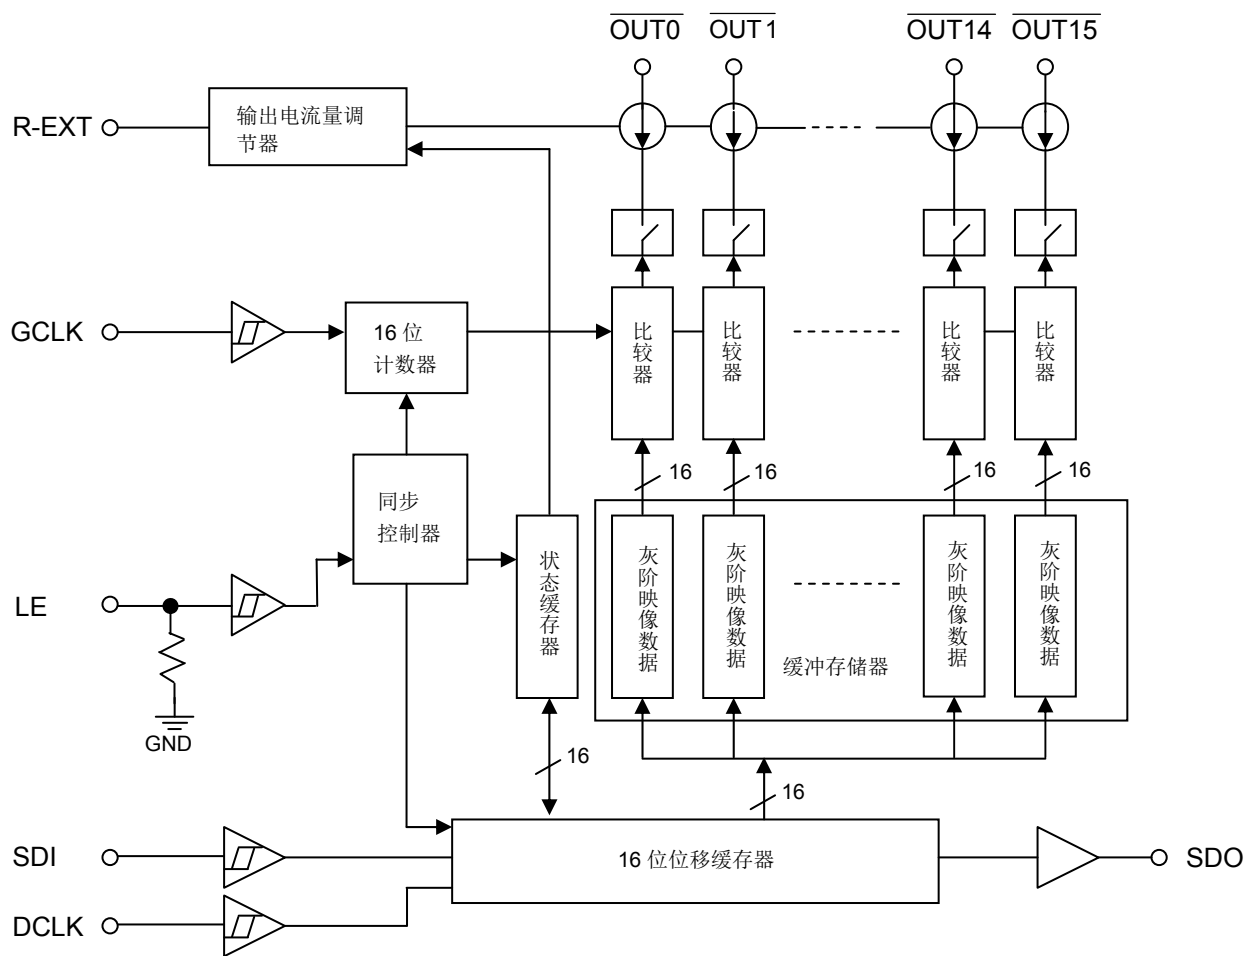 OUT0 OUT1 OUT14 OUT15
R-EXT
输出电流量调
节器
GCLK
16 位
计数器
比较器
比较器
比较器
比较器
16
16
16
16
同步
控制器
LE
GND
状态缓存器
灰阶映像数据
灰阶映像数据
灰阶映像数据
灰阶映像数据
缓冲存储器
16
16
SDI
16 位位移缓存器
SDO
DCLK